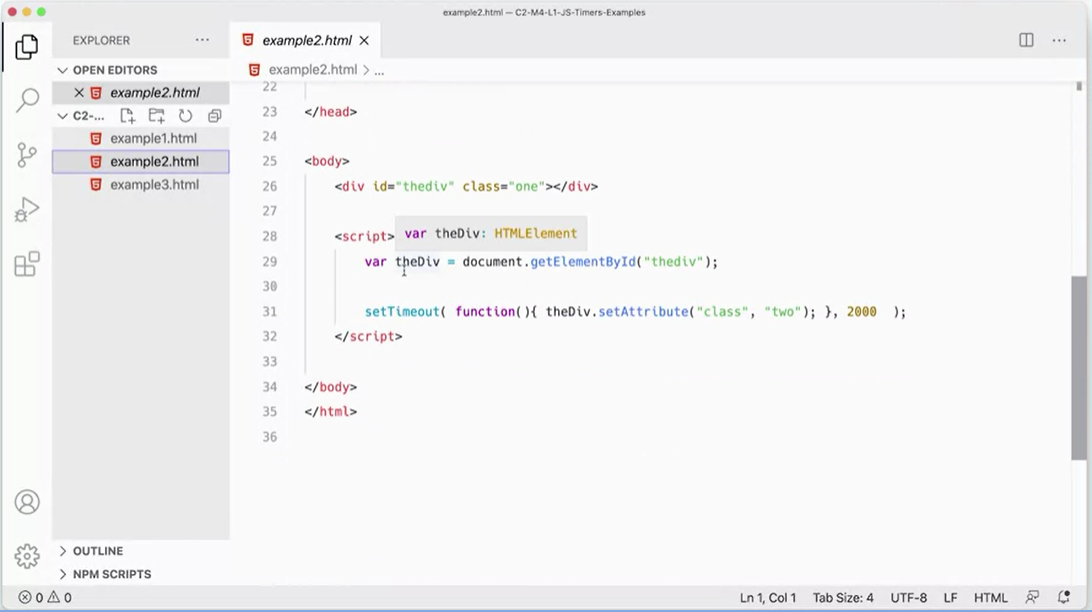 example2.html — C2-M4-L1-JS-Timers-Examples
EXPLORER ...
OPEN EDITORS
example2.html
C2-...
example1.html
example2.html
example3.html
OUTLINE
NPM SCRIPTS
example2.html
example2.html > ...
22
23 </head>
24
25 <body>
26 <div id="thediv" class="one"></div>
27
var theDiv: HTMLElement
28 <script>
29 var theDiv = document.getElementById("thediv");
30
31 setTimeout( function(){ theDiv.setAttribute("class", "two"); }, 2000 );
32 </script>
33
34 </body>
35 </html>
36
0 0
Ln 1, Col 1 Tab Size: 4 UTF-8 LF HTML